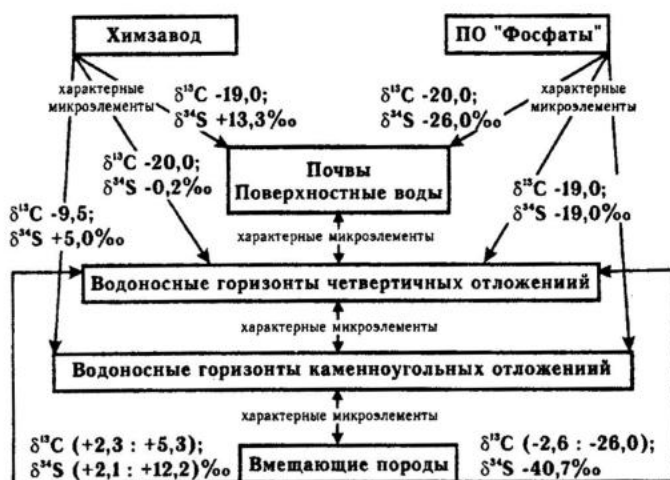 Химзавод
ПО "Фосфаты"
характерные
микроэлементы
δ¹³C -19,0;
δ³⁴S +13,3‰
δ¹³C -20,0;
δ³⁴S -26,0‰
характерные
микроэлементы
δ¹³C -20,0;
δ³⁴S -0,2‰
Почвы
Поверхностные воды
δ¹³C -19,0;
δ³⁴S -19,0‰
δ¹³C -9,5;
δ³⁴S +5,0‰
характерные микроэлементы
Водоносные горизонты четвертичных отложениий
характерные микроэлементы
Водоносные горизонты каменноугольных отложениий
характерные микроэлементы
δ¹³C (+2,3 : +5,3);
δ³⁴S (+2,1 : +12,2)‰
Вмещающие породы
δ¹³C (-2,6 : -26,0);
δ³⁴S -40,7‰